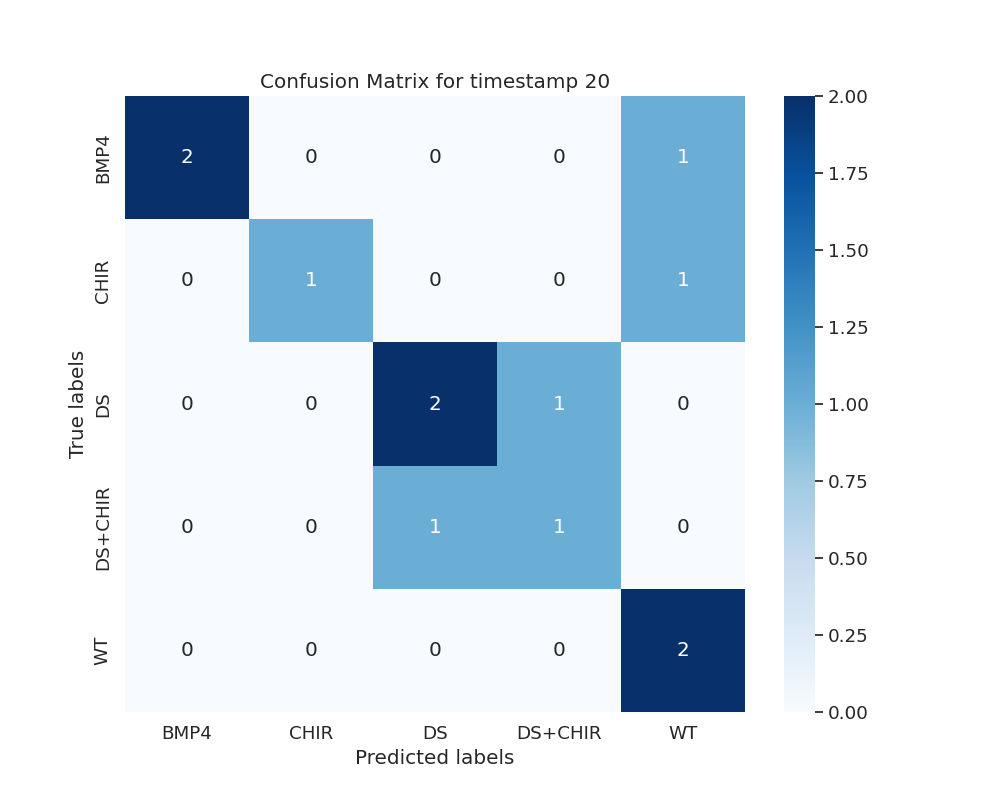 Confusion Matrix for timestamp 20
True labels
BMP4 2 0 0 0 1
CHIR 0 1 0 0 1
DS 0 0 2 1 0
DS+CHIR 0 0 1 1 0
WT 0 0 0 0 2
BMP4 CHIR DS DS+CHIR WT
Predicted labels
2.00
1.75
1.50
1.25
1.00
0.75
0.50
0.25
0.00